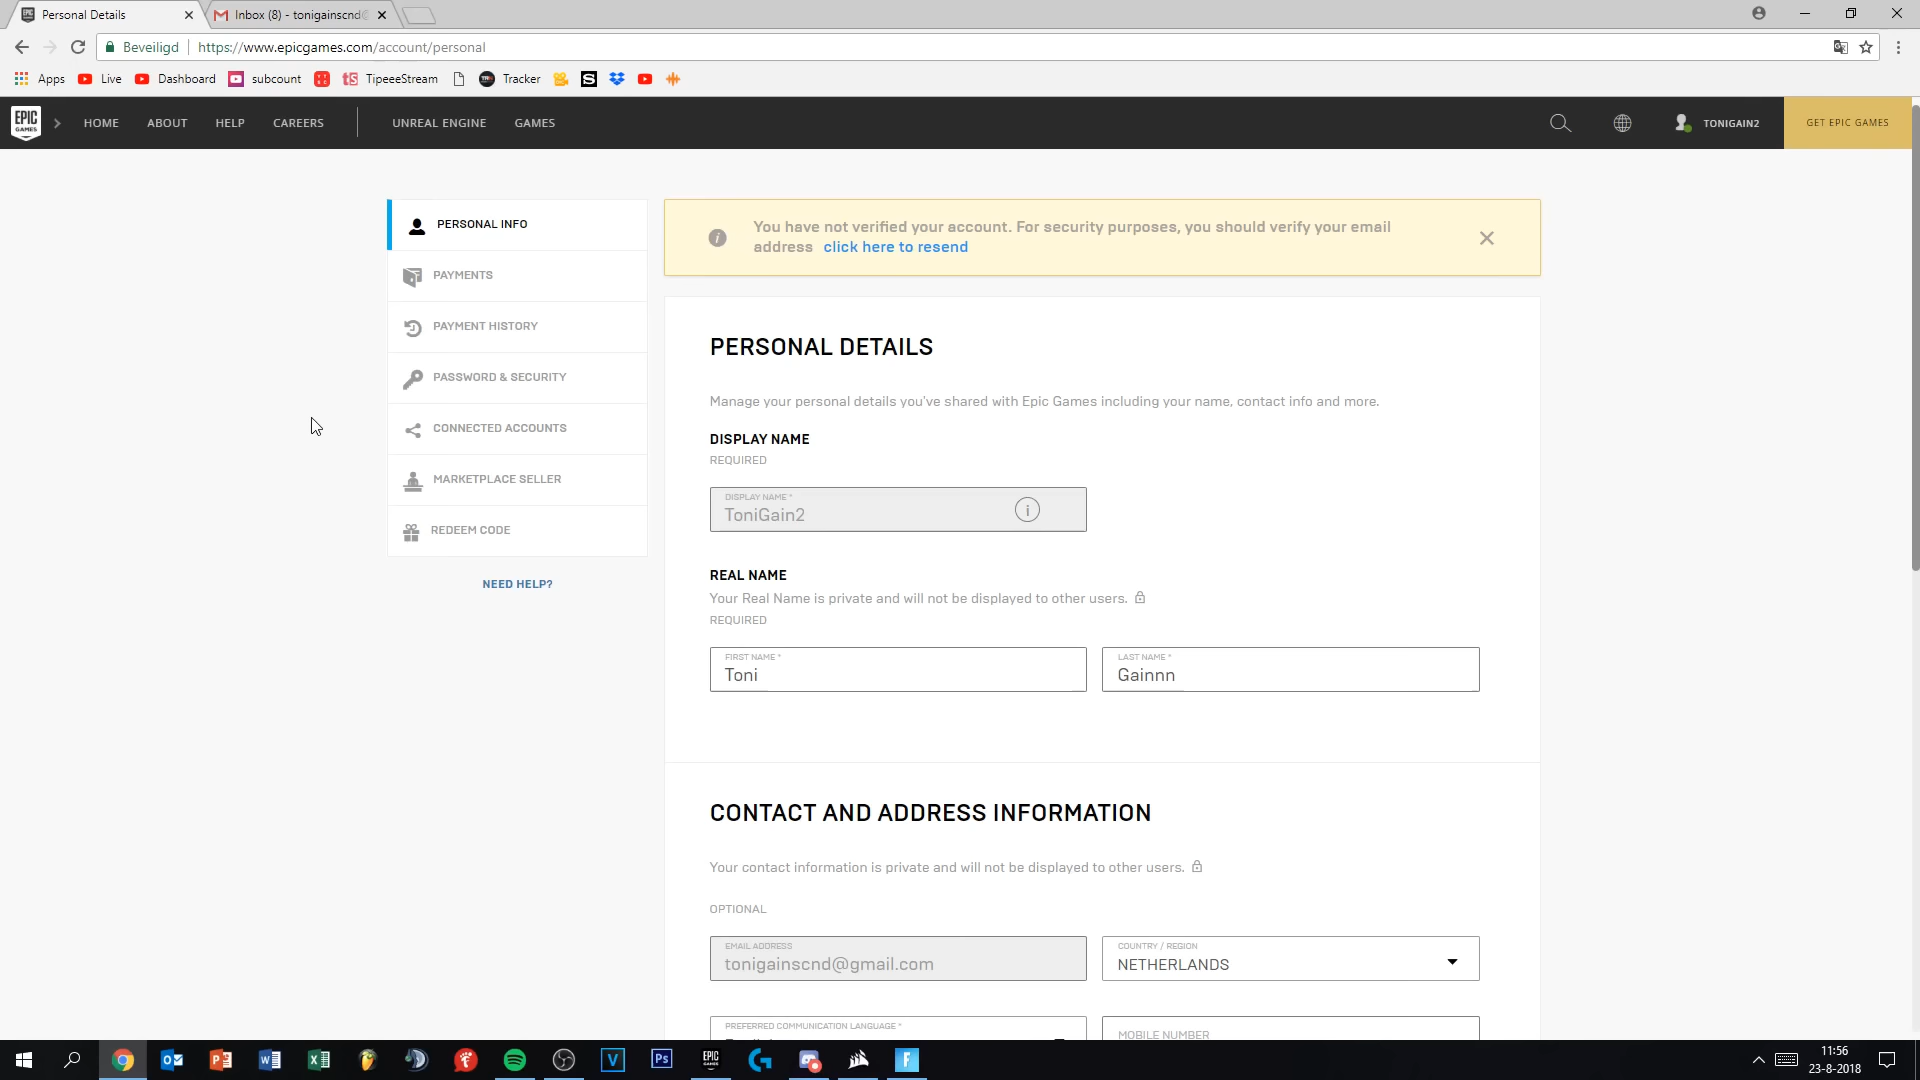 Personal Details
Inbox (8) - tonigainscnd@
Beveiligd
https://www.epicgames.com/account/personal
Apps
Live
Dashboard
subcount
TipeeeStream
Tracker
EPIC GAMES
HOME
ABOUT
HELP
CAREERS
UNREAL ENGINE
GAMES
TONIGAIN2
GET EPIC GAMES
PERSONAL INFO
PAYMENTS
PAYMENT HISTORY
PASSWORD & SECURITY
CONNECTED ACCOUNTS
MARKETPLACE SELLER
REDEEM CODE
NEED HELP?
You have not verified your account. For security purposes, you should verify your email
address click here to resend
PERSONAL DETAILS
Manage your personal details you've shared with Epic Games including your name, contact info and more.
DISPLAY NAME
REQUIRED
DISPLAY NAME *
ToniGain2
REAL NAME
Your Real Name is private and will not be displayed to other users.
REQUIRED
FIRST NAME *
Toni
LAST NAME *
Gainnn
CONTACT AND ADDRESS INFORMATION
Your contact information is private and will not be displayed to other users.
OPTIONAL
EMAIL ADDRESS
tonigainscnd@gmail.com
COUNTRY / REGION
NETHERLANDS
PREFERRED COMMUNICATION LANGUAGE *
MOBILE NUMBER
11:56
23-8-2018